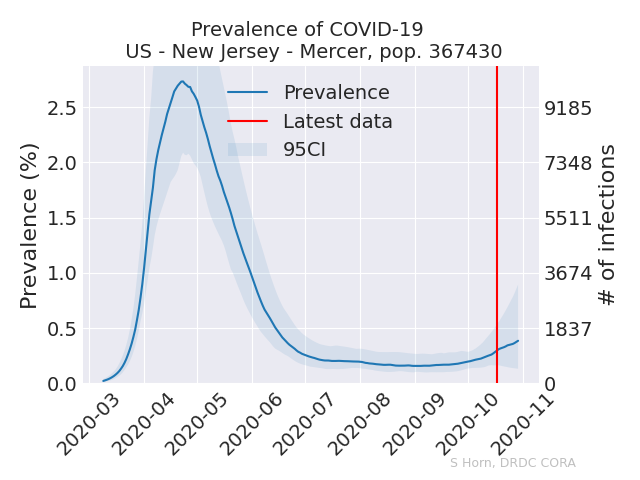 Prevalence of COVID-19
US - New Jersey - Mercer, pop. 367430
Prevalence
Latest data
95CI
Prevalence (%)
2.5
2.0
1.5
1.0
0.5
0.0
# of infections
9185
7348
5511
3674
1837
0
2020-03
2020-04
2020-05
2020-06
2020-07
2020-08
2020-09
2020-10
2020-11
S Horn, DRDC CORA